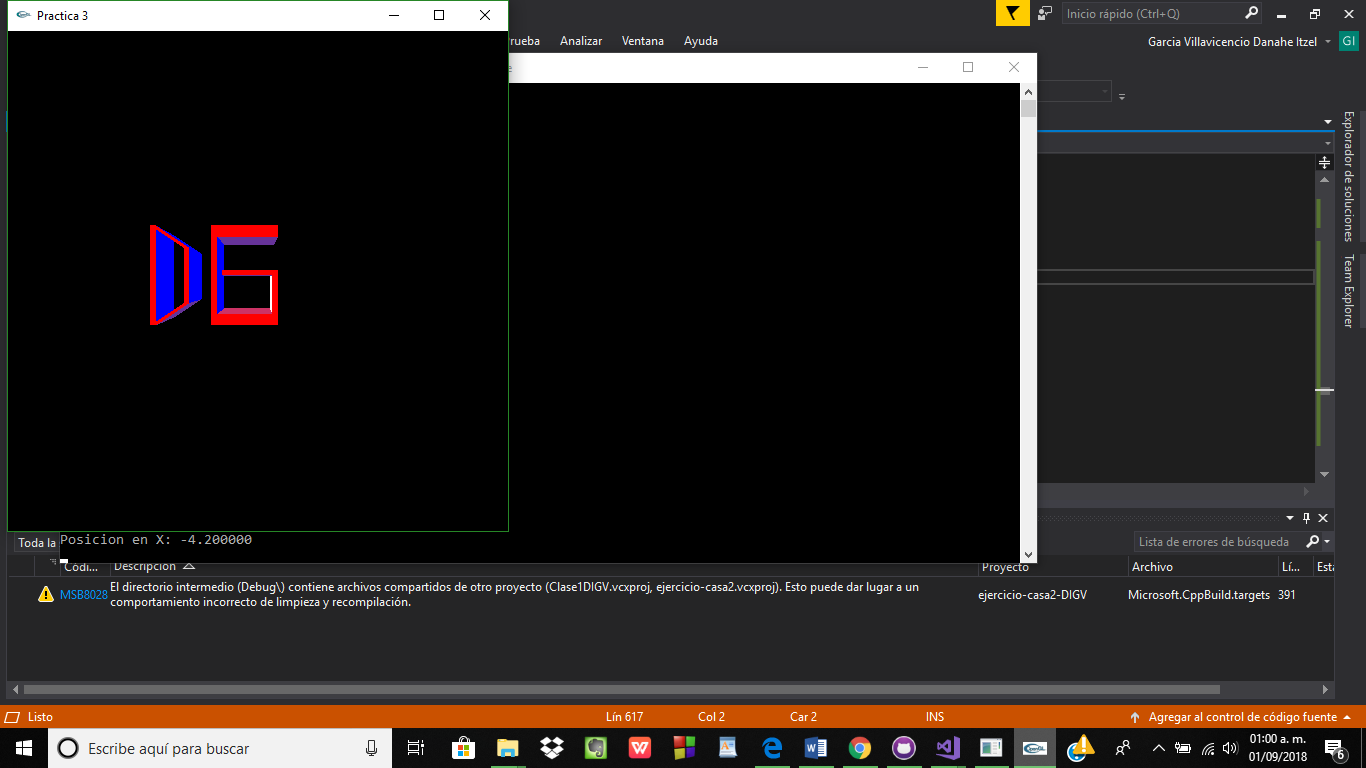 Practica 3
Inicio rápido (Ctrl+Q)
Analizar Ventana Ayuda
Garcia Villavicencio Danahe Itzel GI
Explorador de soluciones
Team Explorer
DG
Posicion en X: -4.200000
Toda la
Lista de errores de búsqueda
Códi... Descripción Proyecto Archivo Lí...
MSB8028 El directorio intermedio (Debug\) contiene archivos compartidos de otro proyecto (Clase1DIGV.vcxproj, ejercicio-casa2.vcxproj). Esto puede dar lugar a un
comportamiento incorrecto de limpieza y recompilación.
ejercicio-casa2-DIGV Microsoft.CppBuild.targets 391
Listo Lín 617 Col 2 Car 2 INS Agregar al control de código fuente
Escribe aquí para buscar
01:00 a. m.
01/09/2018
6